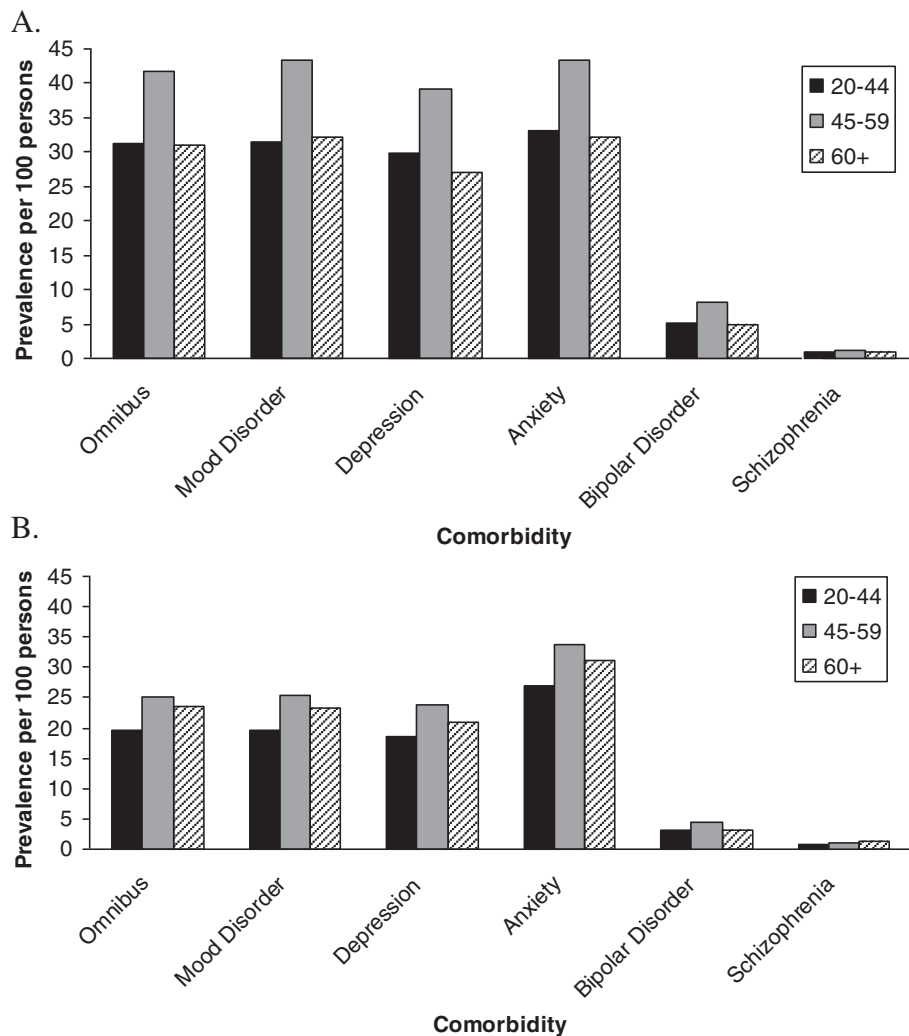 A.
Prevalence per 100 persons
45
40
35
30
25
20
15
10
5
0
20-44
45-59
60+
Omnibus
Mood Disorder
Depression
Anxiety
Bipolar Disorder
Schizophrenia
Comorbidity
B.
Prevalence per 100 persons
45
40
35
30
25
20
15
10
5
0
20-44
45-59
60+
Omnibus
Mood Disorder
Depression
Anxiety
Bipolar Disorder
Schizophrenia
Comorbidity